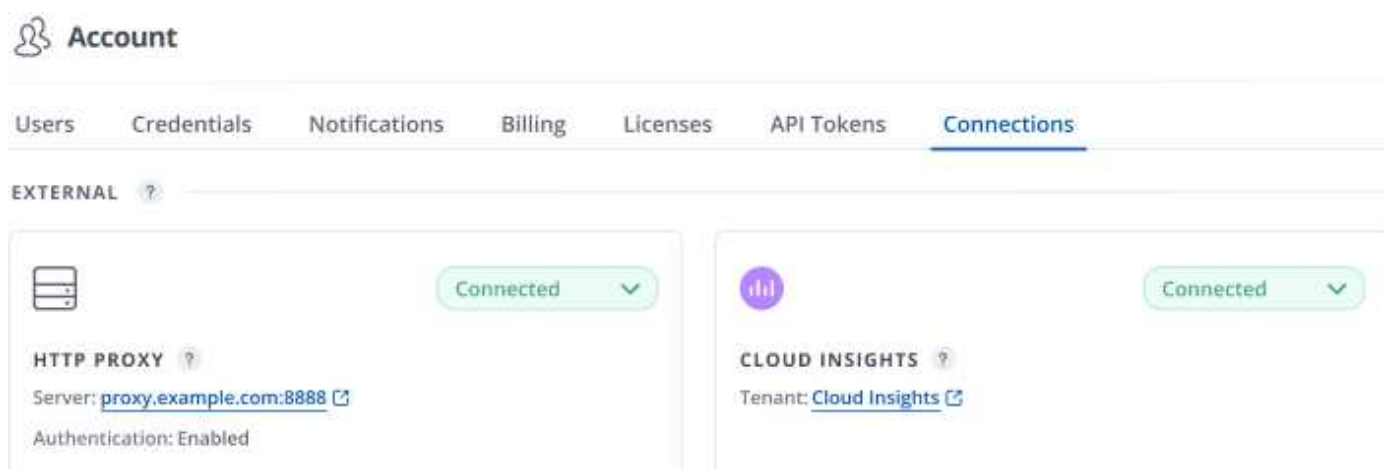 Account
Users Credentials Notifications Billing Licenses API Tokens Connections
EXTERNAL ?
Connected
Connected
HTTP PROXY ?
CLOUD INSIGHTS ?
Server: proxy.example.com:8888
Tenant: Cloud Insights
Authentication: Enabled